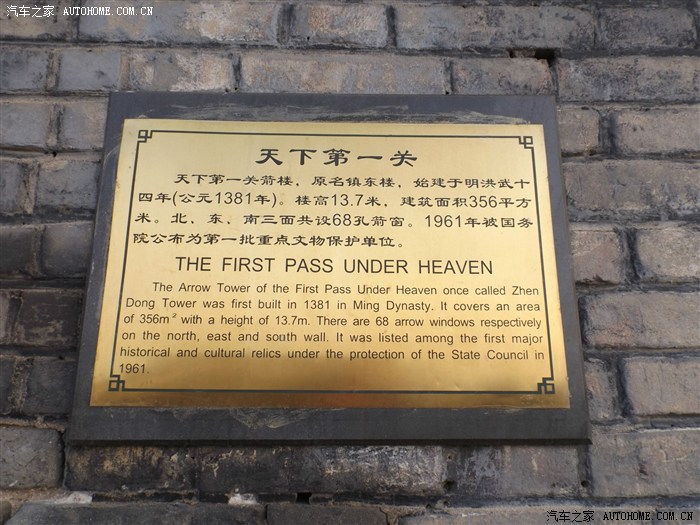 汽车之家 AUTOHOME.COM.CN
汽车之家 AUTOHOME.COM.CN
天下第一关
天下第一关箭楼，原名镇东楼，始建于明洪武十
四年(公元1381年)。楼高13.7米，建筑面积356平方
米。北、东、南三面共设68孔箭窗。1961年被国务
院公布为第一批重点文物保护单位。
THE FIRST PASS UNDER HEAVEN
The Arrow Tower of the First Pass Under Heaven once called Zhen
Dong Tower was first built in 1381 in Ming Dynasty. It covers an area
of 356m² with a height of 13.7m. There are 68 arrow windows respectively
on the north, east and south wall. It was listed among the first major
historical and cultural relics under the protection of the State Council in
1961.
汽车之家 AUTOHOME.COM.CN